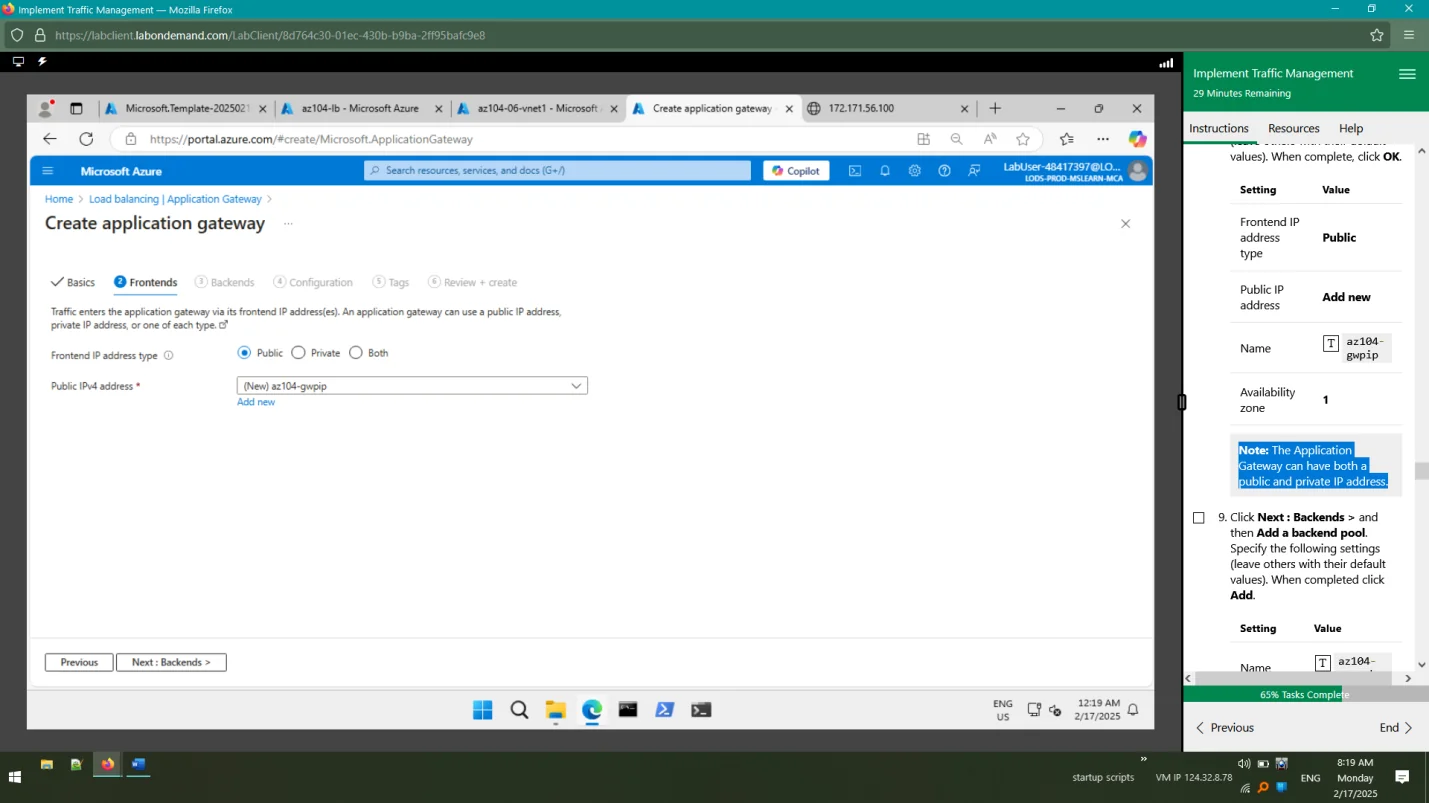 Implement Traffic Management — Mozilla Firefox
https://labclient.labondemand.com/LabClient/8d764c30-01ec-430b-b9ba-2ff95bafc9e8
Microsoft.Template-2025021
az104-lb - Microsoft Azure
az104-06-vnet1 - Microsoft
Create application gateway
172.171.56.100
https://portal.azure.com/#create/Microsoft.ApplicationGateway
Microsoft Azure
Search resources, services, and docs (G+/)
Copilot
LabUser-48417397@LO...
LODS-PROD-MSLEARN-MCA
Home > Load balancing | Application Gateway >
Create application gateway ...
Basics
2 Frontends
3 Backends
4 Configuration
5 Tags
6 Review + create
Traffic enters the application gateway via its frontend IP address(es). An application gateway can use a public IP address,
private IP address, or one of each type.
Frontend IP address type
Public
Private
Both
Public IPv4 address *
(New) az104-gwpip
Add new
Previous
Next : Backends >
ENG
US
12:19 AM
2/17/2025
Implement Traffic Management
29 Minutes Remaining
Instructions
Resources
Help
(leave others with their default
values). When complete, click OK.
Setting Value
Frontend IP
address
type
Public
Public IP
address
Add new
Name
T
az104-
gwpip
Availability
zone
1
Note: The Application
Gateway can have both a
public and private IP address.
9. Click Next : Backends > and
then Add a backend pool.
Specify the following settings
(leave others with their default
values). When completed click
Add.
Setting Value
Name
T
az104-
65% Tasks Complete
Previous
End
startup scripts
»
VM IP 124.32.8.78
ENG
8:19 AM
Monday
2/17/2025